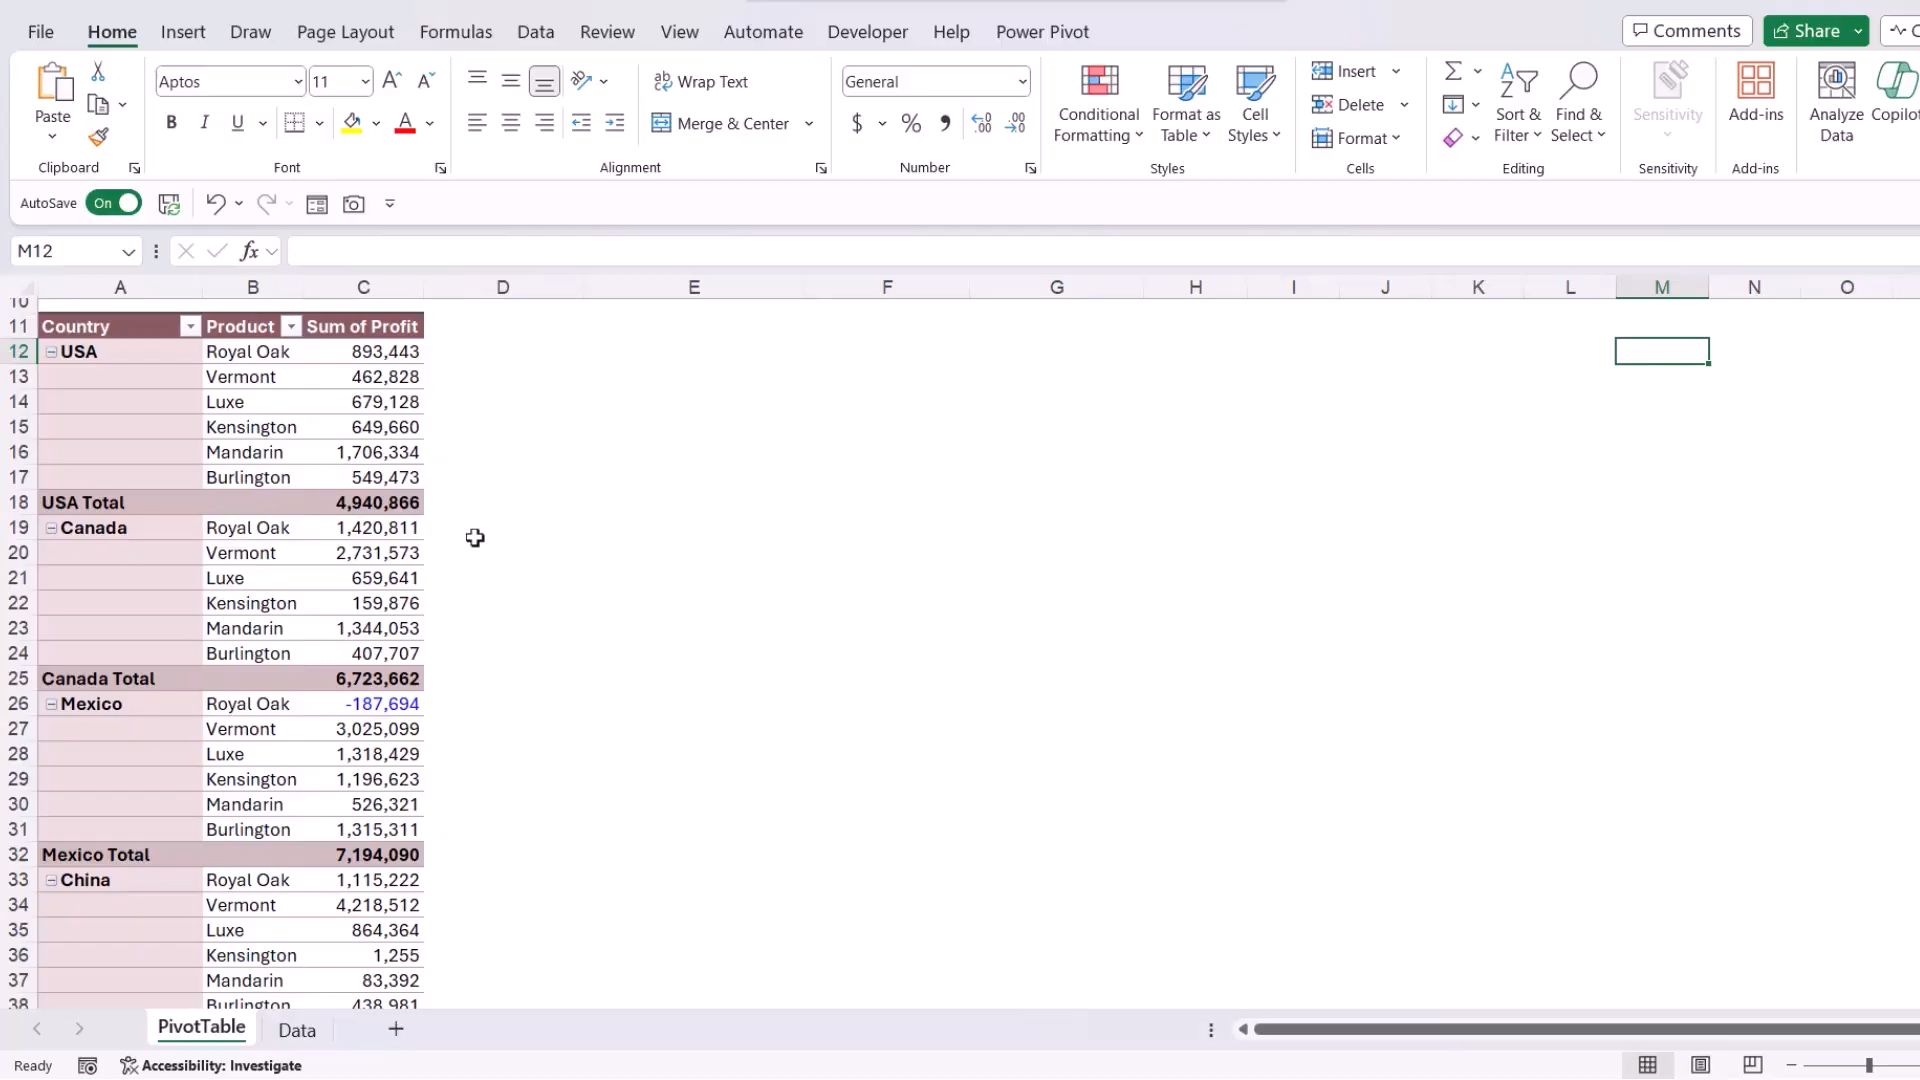 File Home Insert Draw Page Layout Formulas Data Review View Automate Developer Help Power Pivot Comments Share
Aptos 11 Wrap Text General Insert
Paste B I U Merge & Center $ % Conditional Formatting Format as Table Cell Styles Delete Format Sort & Filter Find & Select Sensitivity Add-ins Analyze Data
Clipboard Font Alignment Number Styles Cells Editing Sensitivity Add-ins
AutoSave On
M12 fx
A B C D E F G H I J K L M N O
10
11 Country Product Sum of Profit
12 USA Royal Oak 893,443
13 Vermont 462,828
14 Luxe 679,128
15 Kensington 649,660
16 Mandarin 1,706,334
17 Burlington 549,473
18 USA Total 4,940,866
19 Canada Royal Oak 1,420,811
20 Vermont 2,731,573
21 Luxe 659,641
22 Kensington 159,876
23 Mandarin 1,344,053
24 Burlington 407,707
25 Canada Total 6,723,662
26 Mexico Royal Oak -187,694
27 Vermont 3,025,099
28 Luxe 1,318,429
29 Kensington 1,196,623
30 Mandarin 526,321
31 Burlington 1,315,311
32 Mexico Total 7,194,090
33 China Royal Oak 1,115,222
34 Vermont 4,218,512
35 Luxe 864,364
36 Kensington 1,255
37 Mandarin 83,392
38 Burlington 438,981
PivotTable Data
Ready Accessibility: Investigate